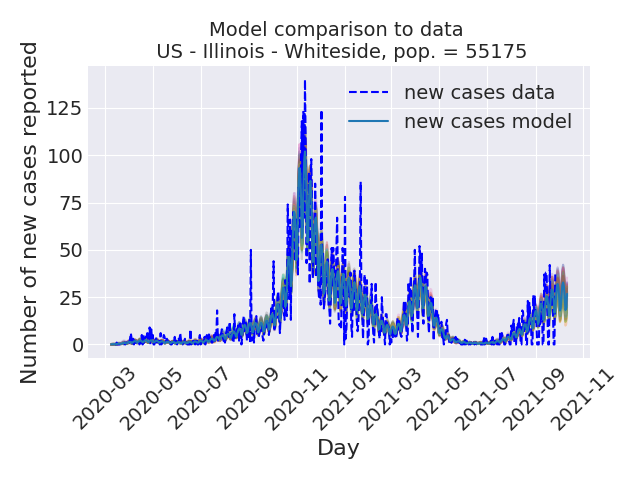 Model comparison to data
US - Illinois - Whiteside, pop. = 55175
Number of new cases reported
125
100
75
50
25
0
new cases data
new cases model
2020-03
2020-05
2020-07
2020-09
2020-11
2021-01
2021-03
2021-05
2021-07
2021-09
2021-11
Day